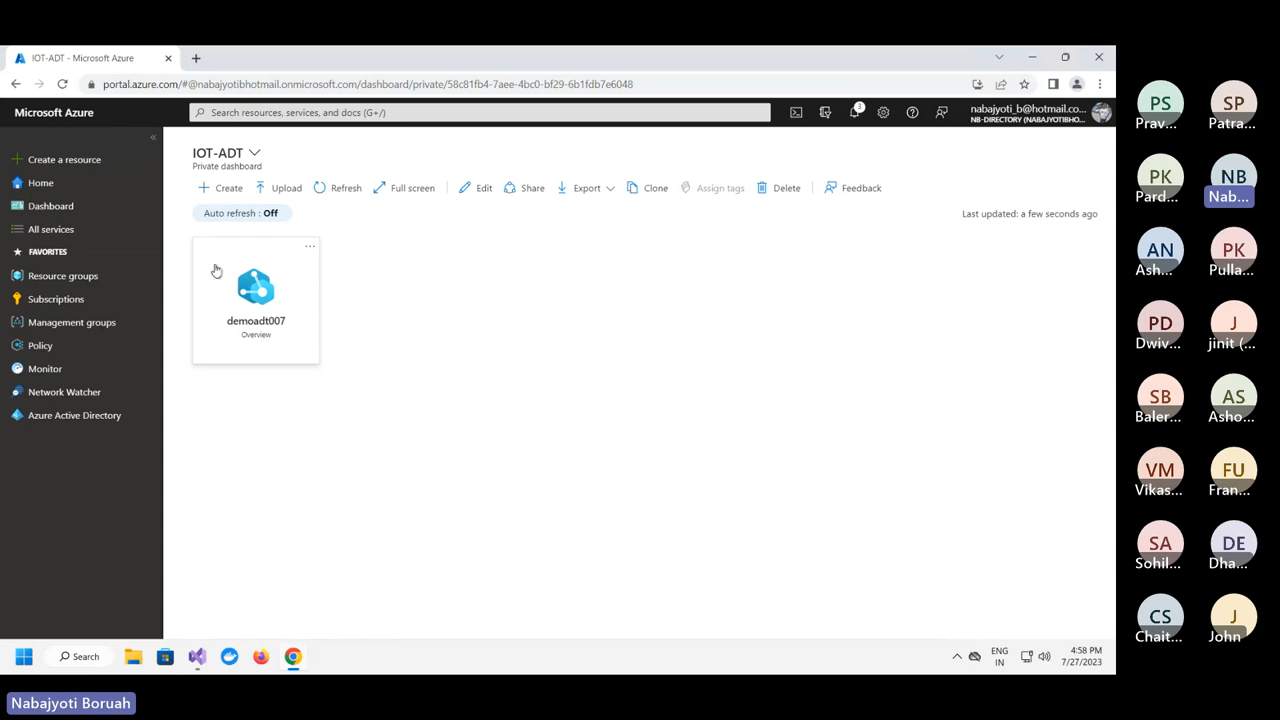 IOT-ADT - Microsoft Azure
portal.azure.com/#@nabajyotibhotmail.onmicrosoft.com/dashboard/private/58c81fb4-7aee-4bc0-bf29-6b1fdb7e6048
Microsoft Azure
Search resources, services, and docs (G+/)
3
nabajyoti_b@hotmail.co...
NB-DIRECTORY (NABAJYOTIBHO...
Create a resource
Home
Dashboard
All services
FAVORITES
Resource groups
Subscriptions
Management groups
Policy
Monitor
Network Watcher
Azure Active Directory
IOT-ADT
Private dashboard
Create Upload Refresh Full screen Edit Share Export Clone Assign tags Delete Feedback
Auto refresh : Off
Last updated: a few seconds ago
demoadt007
Overview
Search
ENG
IN
4:58 PM
7/27/2023
Nabajyoti Boruah
PS SP
Prav... Patra...
PK NB
Pard... Nab...
AN PK
Ash... Pulla...
PD J
Dwiv... jinit (...
SB AS
Baler... Asho...
VM FU
Vikas... Fran...
SA DE
Sohil... Dha...
CS J
Chait... John